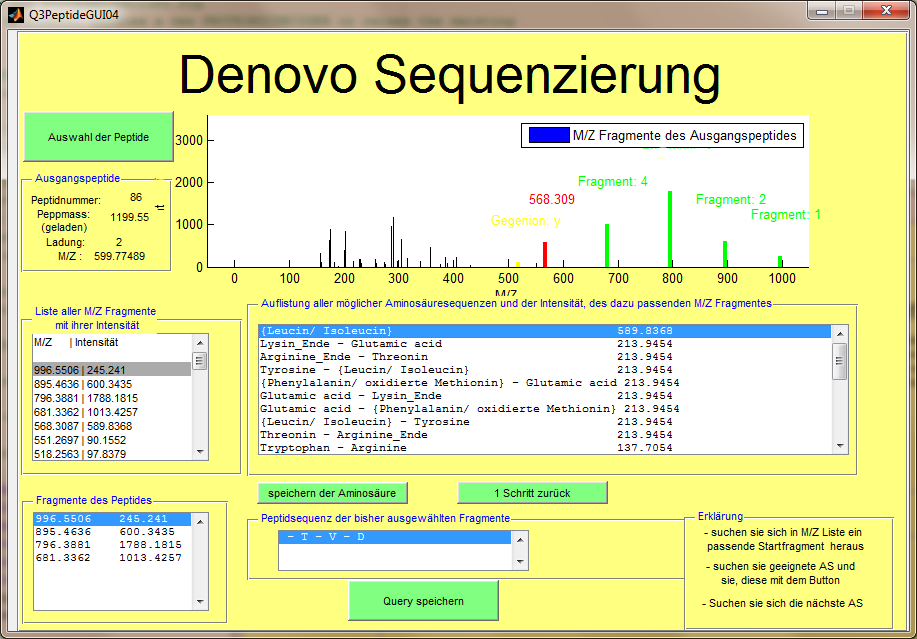 Q3PeptideGUI04
Denovo Sequenzierung
Auswahl der Peptide
Ausgangspeptide
Peptidnummer: 86
Peppmass: 1199.55
(geladen)
Ladung: 2
M/Z : 599.77489
rt
3000
2000
1000
0
0 100 200 300 400 500 600 700 800 900 1000
M/Z
M/Z Fragmente des Ausgangspeptides
Fragment: 4
568.309
Fragment: 2
Fragment: 1
Gegenion: y
Liste aller M/Z Fragmente
mit ihrer Intensität
M/Z | Intensität
996.5506 | 245.241
895.4636 | 600.3435
796.3881 | 1788.1815
681.3362 | 1013.4257
568.3087 | 589.8368
551.2697 | 90.1552
518.2563 | 97.8379
Auflistung aller möglicher Aminosäuresequenzen und der Intensität, des dazu passenden M/Z Fragmentes
{Leucin/ Isoleucin} 589.8368
Lysin_Ende - Glutamic acid 213.9454
Arginine_Ende - Threonin 213.9454
Tyrosine - {Leucin/ Isoleucin} 213.9454
{Phenylalanin/ oxidierte Methionin} - Glutamic acid 213.9454
Glutamic acid - Lysin_Ende 213.9454
Glutamic acid - {Phenylalanin/ oxidierte Methionin} 213.9454
{Leucin/ Isoleucin} - Tyrosine 213.9454
Threonin - Arginine_Ende 213.9454
Tryptophan - Arginine 137.7054
speichern der Aminosäure
1 Schritt zurück
Fragmente des Peptides
996.5506 245.241
895.4636 600.3435
796.3881 1788.1815
681.3362 1013.4257
Peptidsequenz der bisher ausgewählten Fragmente
- T - V - D
Query speichern
Erklärung
- suchen sie sich in M/Z Liste ein
passende Startfragment heraus
- suchen sie geeignete AS und
sie, diese mit dem Button
- Suchen Sie sich die nächste AS